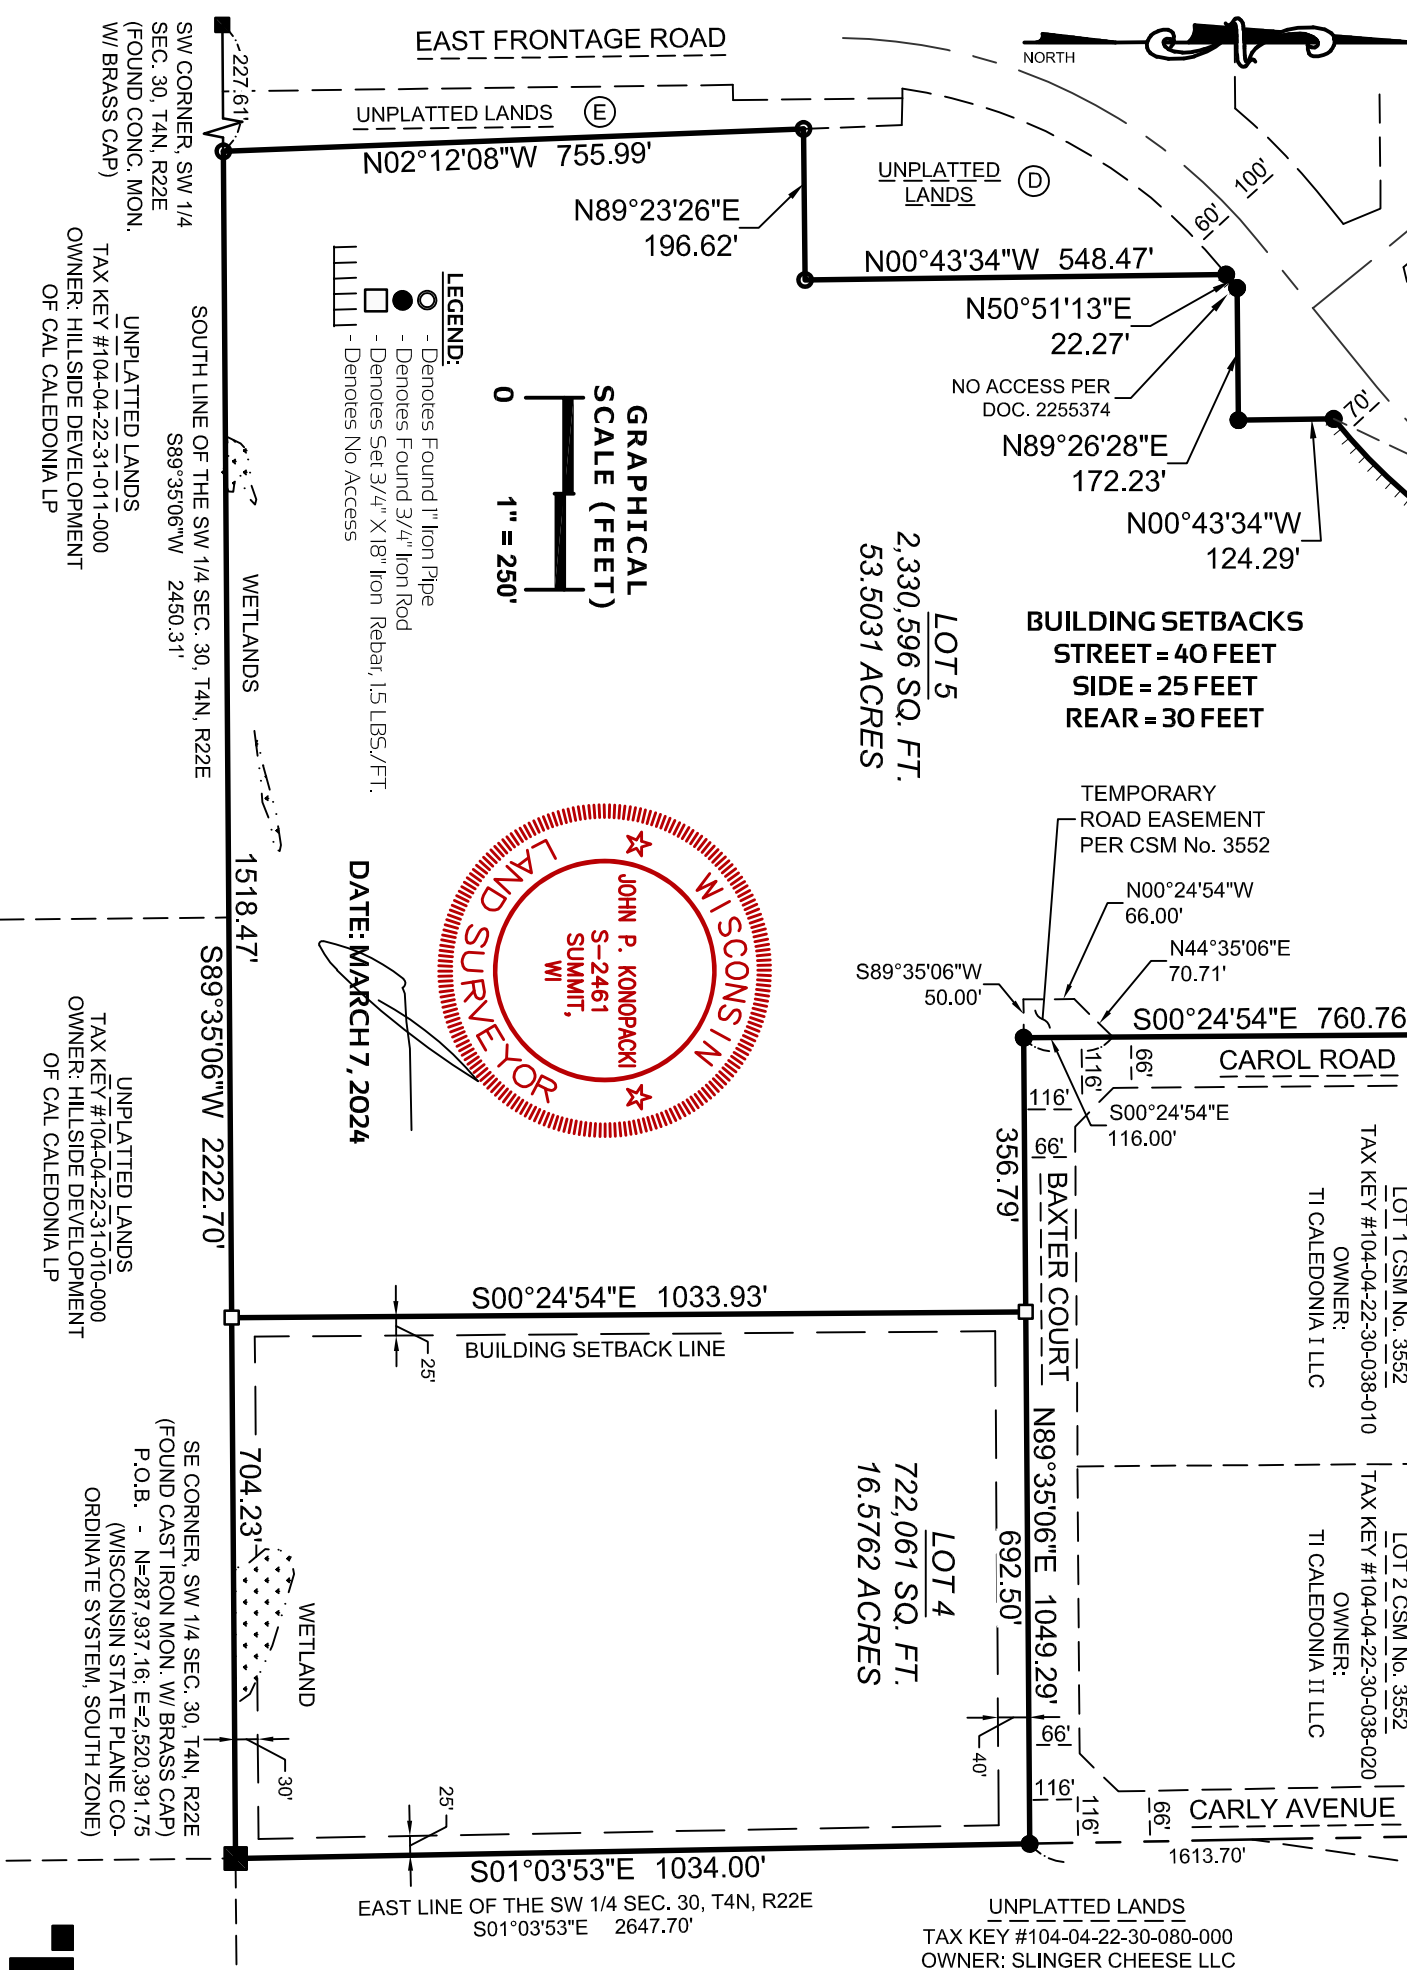 EAST FRONTAGE ROAD
NORTH
227.61'
SW CORNER, SW 1/4
SEC. 30, T4N, R22E
(FOUND CONC. MON.
W/ BRASS CAP)
UNPLATTED LANDS
E
N02°12'08"W 755.99'
N89°23'26"E
196.62'
UNPLATTED
LANDS
D
100'
60'
N00°43'34"W 548.47'
N50°51'13"E
22.27'
NO ACCESS PER
DOC. 2255374
N89°26'28"E
172.23'
70'
N00°43'34"W
124.29'
UNPLATTED LANDS
TAX KEY #104-04-22-31-011-000
OWNER: HILLSIDE DEVELOPMENT
OF CAL CALEDONIA LP
SOUTH LINE OF THE SW 1/4 SEC. 30, T4N, R22E
S89°35'06"W 2450.31'
WETLANDS
LEGEND:
- Denotes Found 1" Iron Pipe
- Denotes Found 3/4" Iron Rod
- Denotes Set 3/4" X 18" Iron Rebar, 1.5 LBS./FT.
- Denotes No Access
GRAPHICAL
SCALE (FEET)
0
1" = 250'
LOT 5
2,330,596 SQ. FT.
53.5031 ACRES
BUILDING SETBACKS
STREET = 40 FEET
SIDE = 25 FEET
REAR = 30 FEET
TEMPORARY
ROAD EASEMENT
PER CSM No. 3552
N00°24'54"W
66.00'
N44°35'06"E
70.71'
S89°35'06"W
50.00'
S00°24'54"E 760.76
CAROL ROAD
66'
116'
116'
S00°24'54"E
116.00'
66'
356.79'
BAXTER COURT
WISCONSIN
LAND SURVEYOR
JOHN P. KONOPACKI
S-2461
SUMMIT,
WI
DATE: MARCH 7, 2024
1518.47'
S89°35'06"W 2222.70'
UNPLATTED LANDS
TAX KEY #104-04-22-31-010-000
OWNER: HILLSIDE DEVELOPMENT
OF CAL CALEDONIA LP
LOT 1 CSM No. 3552
TAX KEY #104-04-22-30-038-010
OWNER:
TI CALEDONIA I LLC
S00°24'54"E 1033.93'
25'
BUILDING SETBACK LINE
N89°35'06"E 1049.29'
692.50'
LOT 4
722,061 SQ. FT.
16.5762 ACRES
LOT 2 CSM No. 3552
TAX KEY #104-04-22-30-038-020
OWNER:
TI CALEDONIA II LLC
704.23'
WETLAND
SE CORNER, SW 1/4 SEC. 30, T4N, R22E
(FOUND CAST IRON MON. W/ BRASS CAP)
P.O.B. - N=287,937.16; E=2,520,391.75
(WISCONSIN STATE PLANE CO-
ORDINATE SYSTEM, SOUTH ZONE)
30'
25'
40'
66'
116'
116'
66'
CARLY AVENUE
1613.70'
S01°03'53"E 1034.00'
EAST LINE OF THE SW 1/4 SEC. 30, T4N, R22E
S01°03'53"E 2647.70'
UNPLATTED LANDS
TAX KEY #104-04-22-30-080-000
OWNER: SLINGER CHEESE LLC